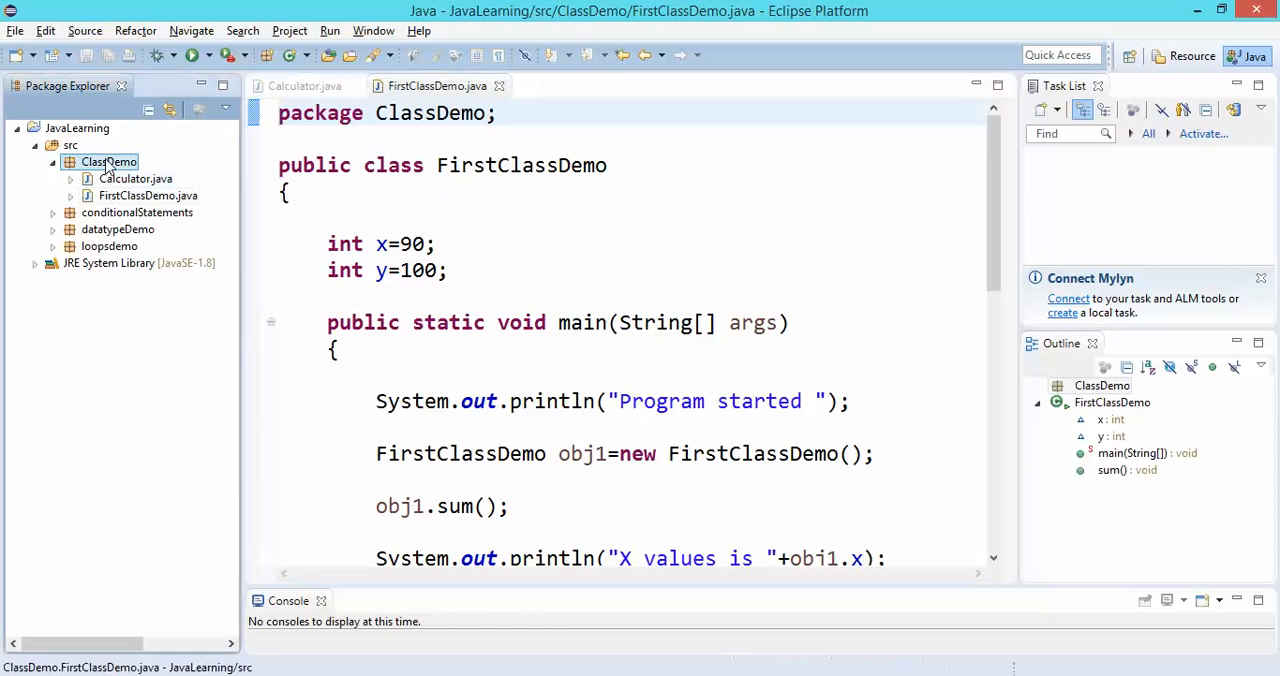 Java - JavaLearning/src/ClassDemo/FirstClassDemo.java - Eclipse Platform
File Edit Source Refactor Navigate Search Project Run Window Help
Quick Access
Resource
Java
Package Explorer
JavaLearning
src
ClassDemo
Calculator.java
FirstClassDemo.java
conditionalStatements
datatypeDemo
loopsdemo
JRE System Library [JavaSE-1.8]
Calculator.java
FirstClassDemo.java
package ClassDemo;
public class FirstClassDemo
{
int x=90;
int y=100;
public static void main(String[] args)
{
System.out.println("Program started ");
FirstClassDemo obj1=new FirstClassDemo();
obj1.sum();
System.out.println("X values is "+obj1.x);
Console
No consoles to display at this time.
Task List
Find
All
Activate...
Connect Mylyn
Connect to your task and ALM tools or
create a local task.
Outline
ClassDemo
FirstClassDemo
x : int
y : int
main(String[]) : void
sum() : void
ClassDemo.FirstClassDemo.java - JavaLearning/src